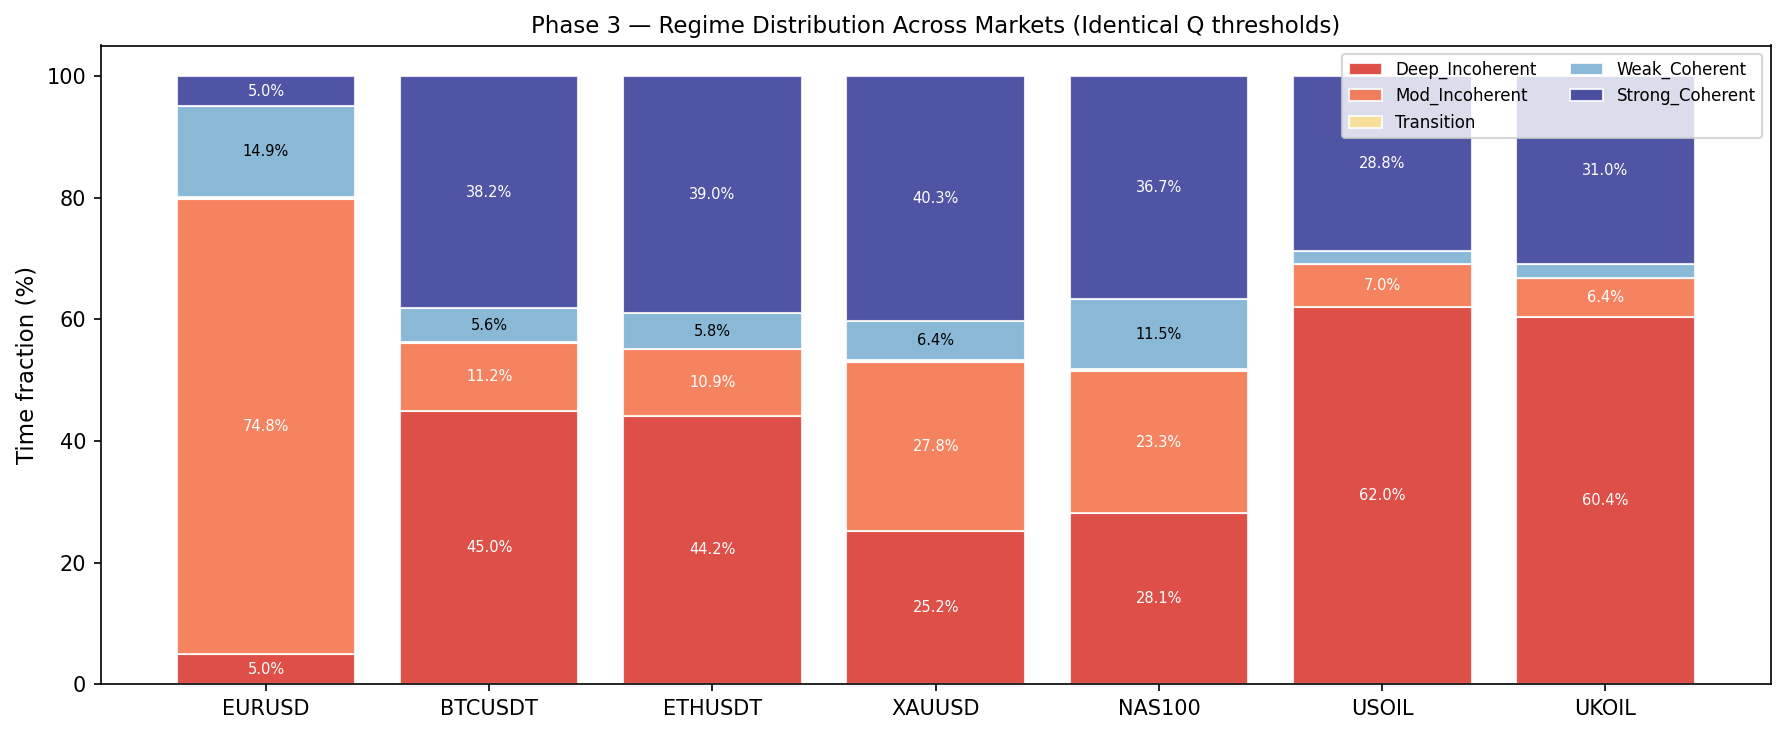 Phase 3 — Regime Distribution Across Markets (Identical Q thresholds)
Deep_Incoherent
Mod_Incoherent
Transition
Weak_Coherent
Strong_Coherent
Time fraction (%)
100
80
60
40
20
0
5.0%
14.9%
74.8%
5.0%
38.2%
5.6%
11.2%
45.0%
39.0%
5.8%
10.9%
44.2%
40.3%
6.4%
27.8%
25.2%
36.7%
11.5%
23.3%
28.1%
28.8%
7.0%
62.0%
31.0%
6.4%
60.4%
EURUSD
BTCUSDT
ETHUSDT
XAUUSD
NAS100
USOIL
UKOIL